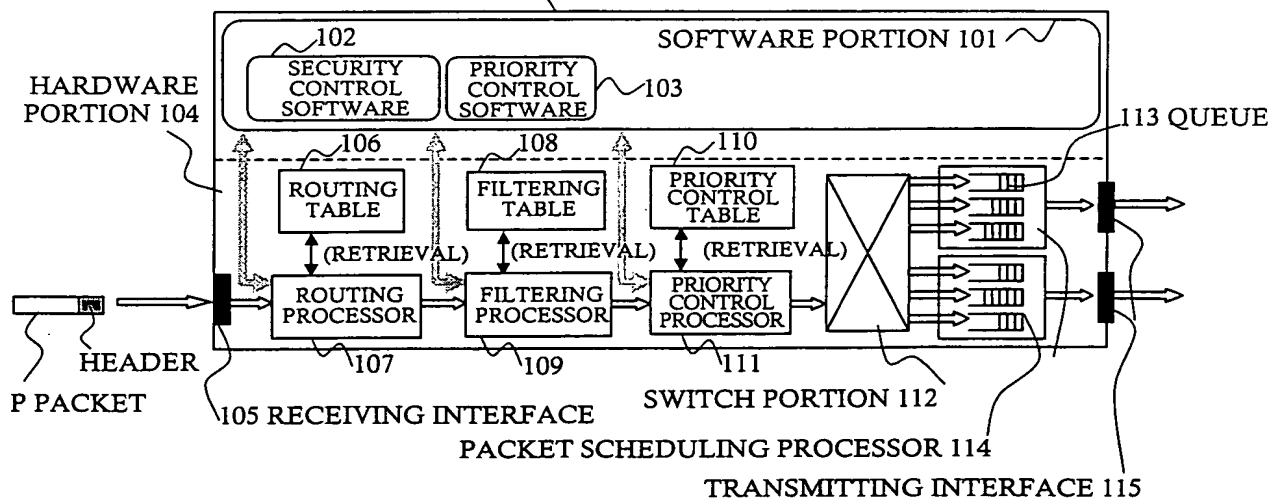 SOFTWARE PORTION 101
102
SECURITY
CONTROL
SOFTWARE
PRIORITY
CONTROL
SOFTWARE
103
HARDWARE
PORTION 104
113 QUEUE
106
108
110
ROUTING
TABLE
FILTERING
TABLE
PRIORITY
CONTROL
TABLE
(RETRIEVAL)
(RETRIEVAL)
(RETRIEVAL)
ROUTING
PROCESSOR
FILTERING
PROCESSOR
PRIORITY
CONTROL
PROCESSOR
HEADER
P PACKET
107
109
111
105 RECEIVING INTERFACE
SWITCH PORTION 112
PACKET SCHEDULING PROCESSOR 114
TRANSMITTING INTERFACE 115